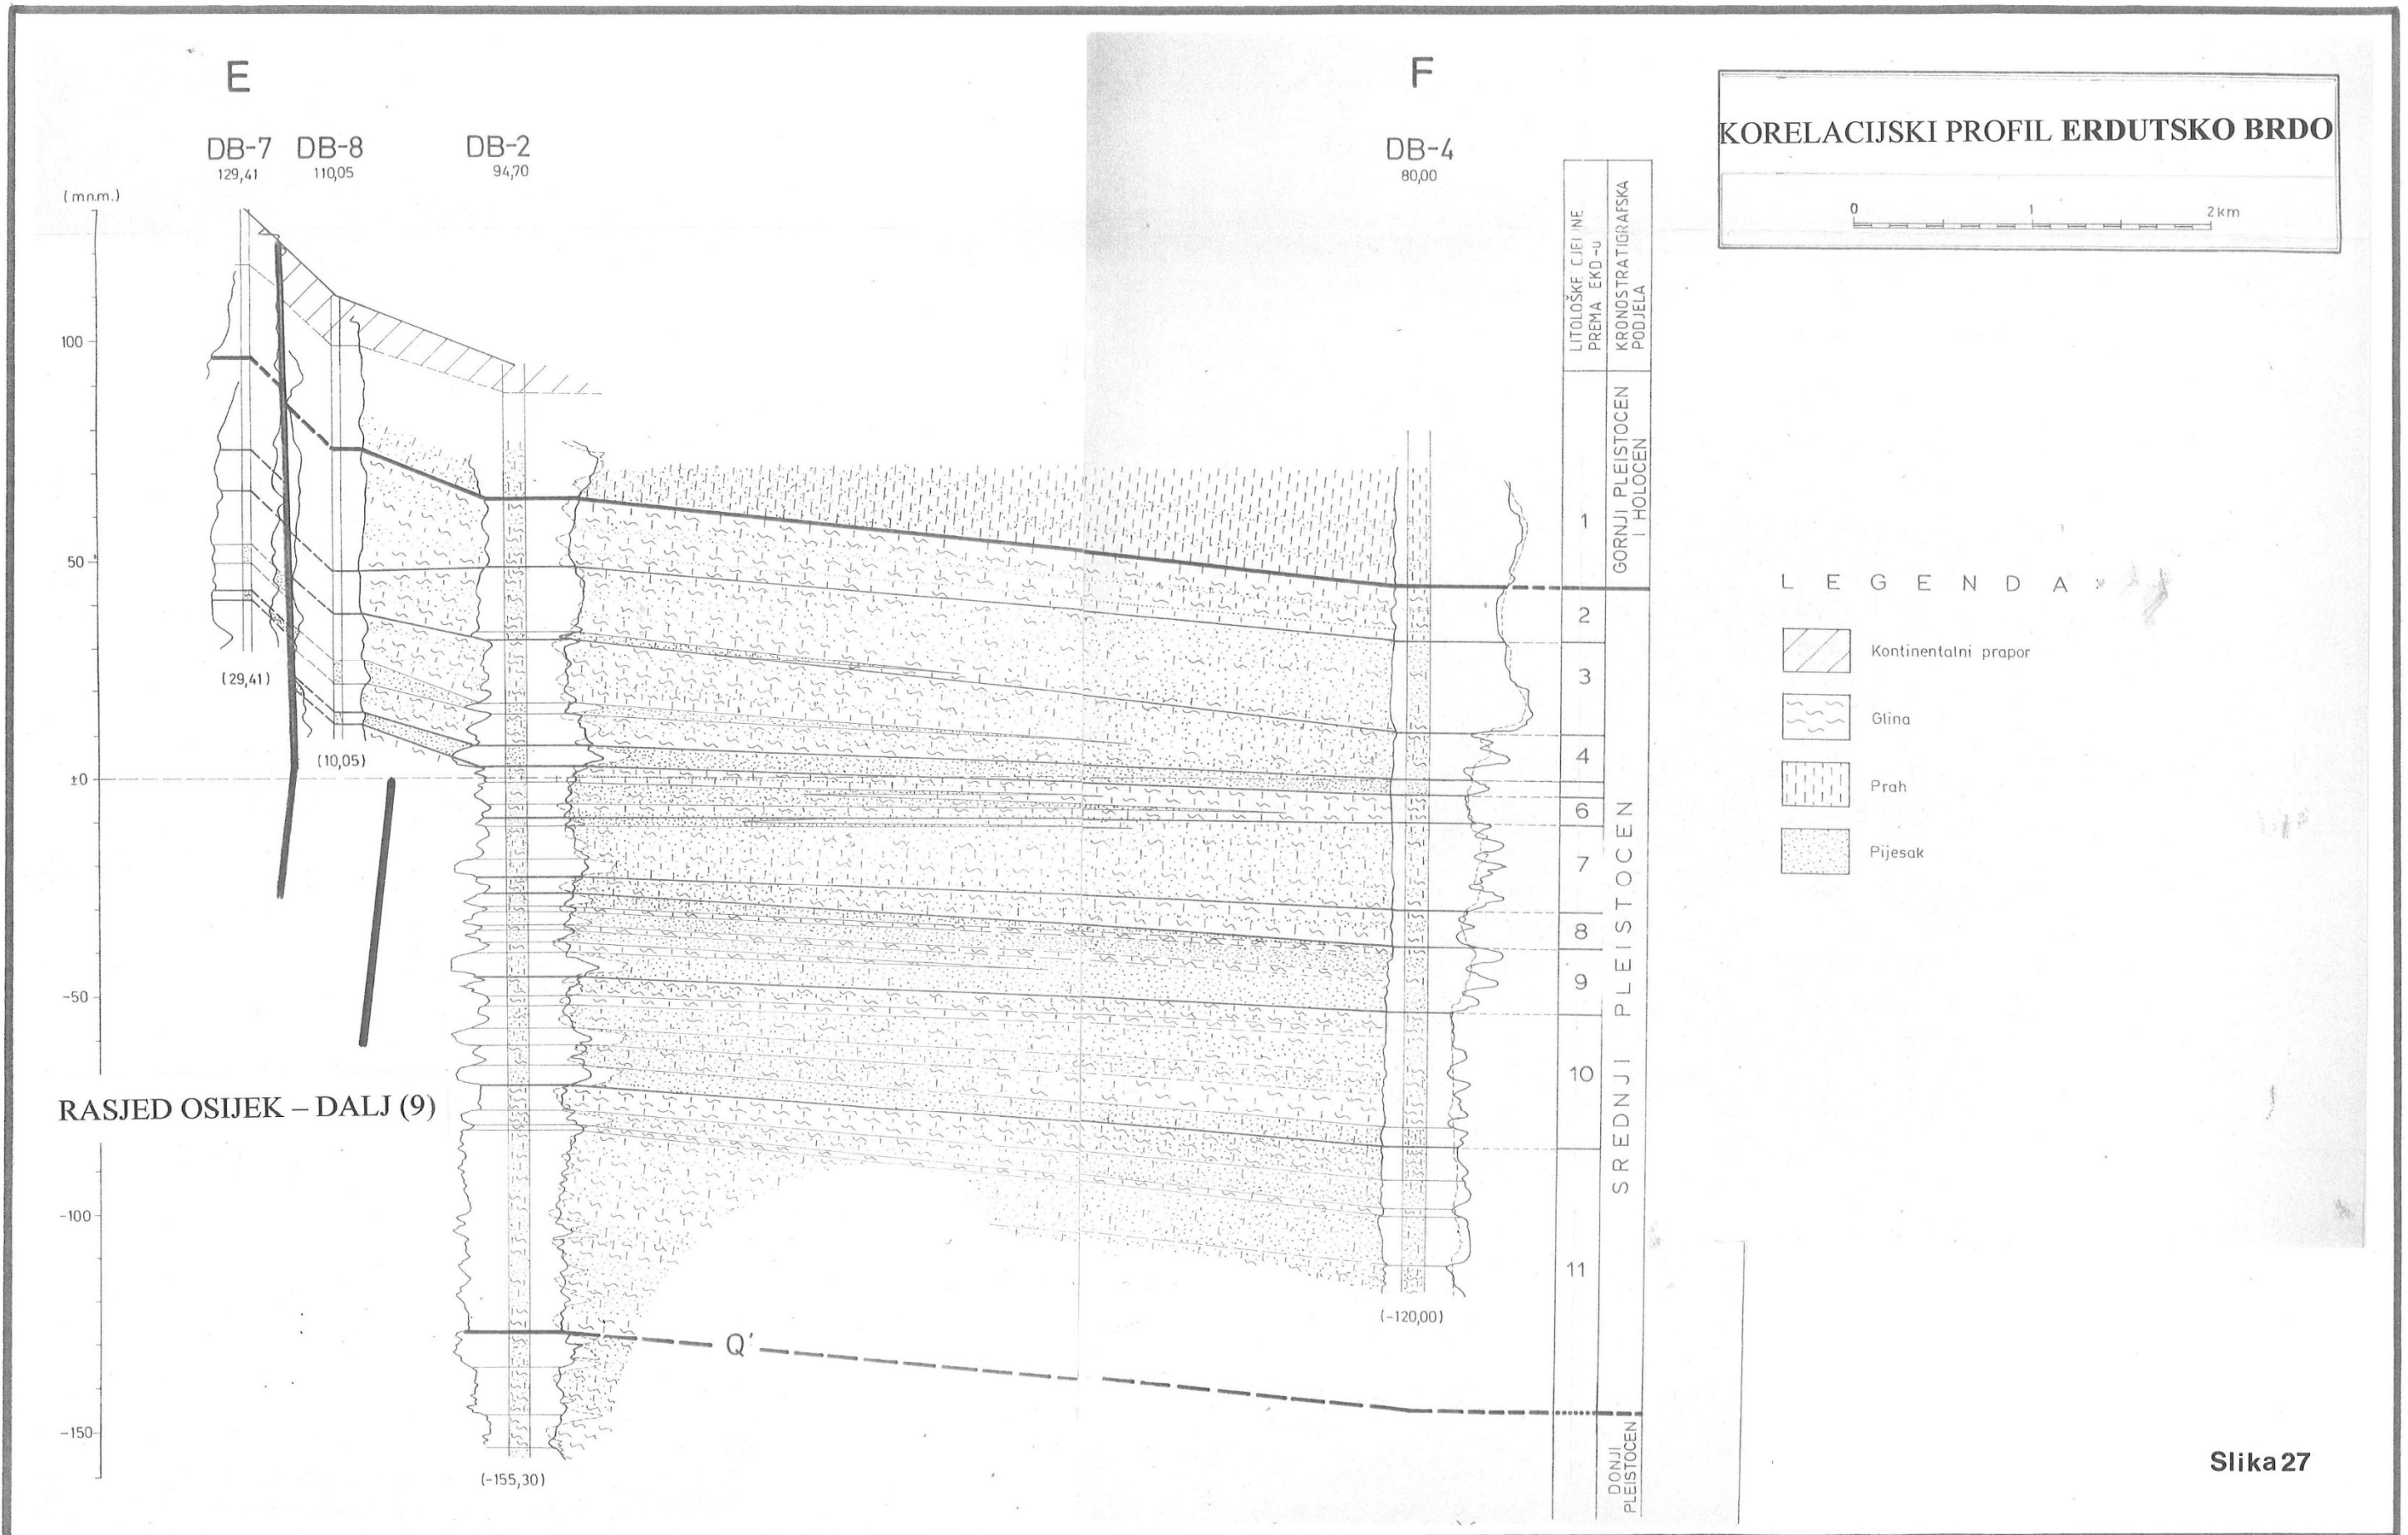 E
F
DB-7
129,41
DB-8
110,05
DB-2
94,70
DB-4
80,00
KORELACIJSKI PROFIL ERDUTSKO BRDO
0
1
2 km
(m n.m.)
100
50
±0
-50
-100
-150
(29,41)
(10,05)
(-155,30)
(-120,00)
RASJED OSIJEK – DALJ (9)
Q'
LITOLOŠKE CJELINE
PREMA EKD-u
KRONOSTRATIGRAFSKA
PODJELA
1
2
3
4
6
7
8
9
10
11
GORNJI PLEISTOCEN
I HOLOCEN
SREDNJI PLEISTOCEN
DONJI
PLEISTOCEN
LEGENDA:
Kontinentalni prapor
Glina
Prah
Pijesak
Slika 27